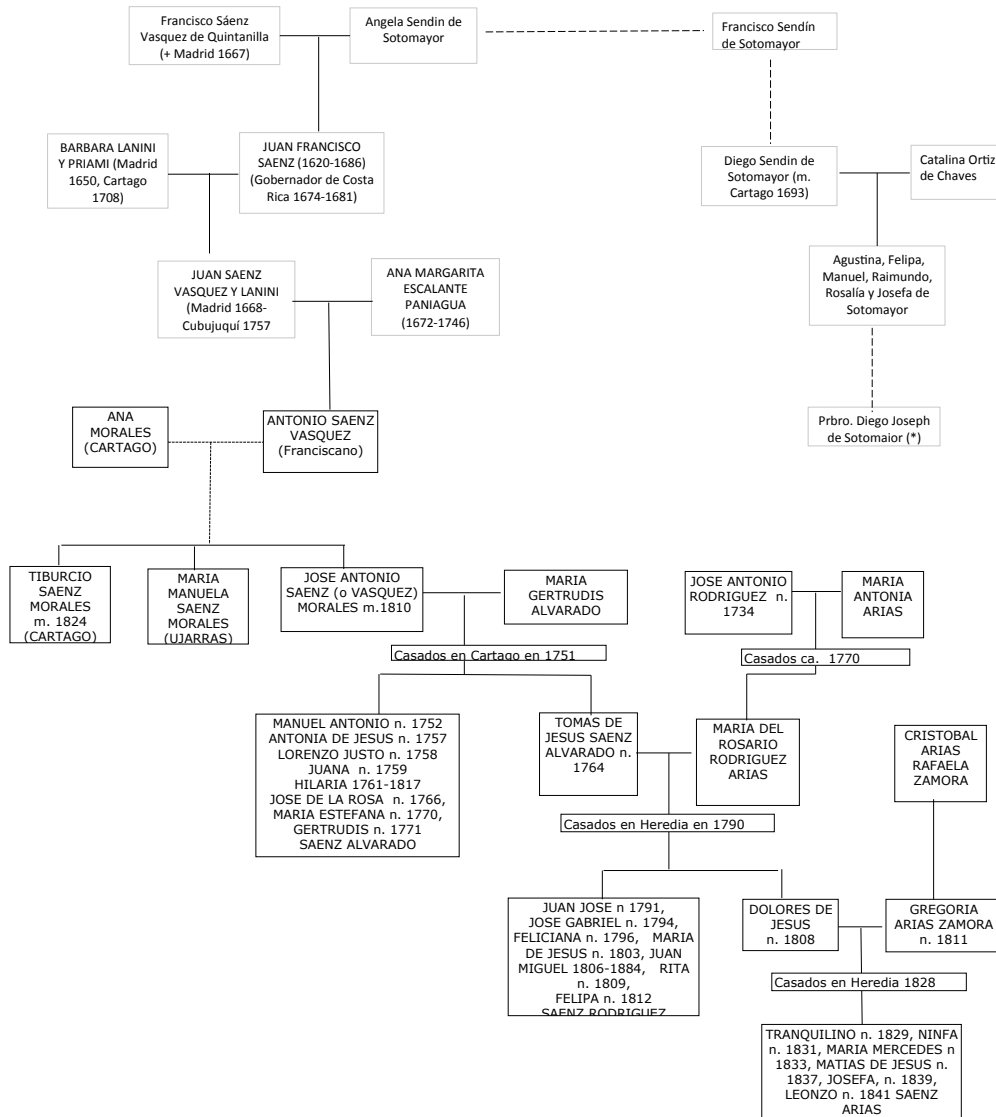 Francisco Sáenz
Vasquez de Quintanilla
(+ Madrid 1667)
Angela Sendin de
Sotomayor
Francisco Sendín
de Sotomayor
BARBARA LANINI
Y PRIAMI (Madrid
1650, Cartago
1708)
JUAN FRANCISCO
SAENZ (1620-1686)
(Gobernador de Costa
Rica 1674-1681)
Diego Sendin de
Sotomayor (m.
Cartago 1693)
Catalina Ortiz
de Chaves
JUAN SAENZ
VASQUEZ Y LANINI
(Madrid 1668-
Cubujuquí 1757
ANA MARGARITA
ESCALANTE
PANIAGUA
(1672-1746)
Agustina, Felipa,
Manuel, Raimundo,
Rosalía y Josefa de
Sotomayor
ANA
MORALES
(CARTAGO)
ANTONIO SAENZ
VASQUEZ
(Franciscano)
Prbro. Diego Joseph
de Sotomaior (*)
TIBURCIO
SAENZ
MORALES
m. 1824
(CARTAGO)
MARIA
MANUELA
SAENZ
MORALES
(UJARRAS)
JOSE ANTONIO
SAENZ (o VASQUEZ)
MORALES m.1810
MARIA
GERTRUDIS
ALVARADO
JOSE ANTONIO
RODRIGUEZ n.
1734
MARIA
ANTONIA
ARIAS
Casados en Cartago en 1751
Casados ca. 1770
MANUEL ANTONIO n. 1752
ANTONIA DE JESUS n. 1757
LORENZO JUSTO n. 1758
JUANA n. 1759
HILARIA 1761-1817
JOSE DE LA ROSA n. 1766,
MARIA ESTEFANA n. 1770,
GERTRUDIS n. 1771
SAENZ ALVARADO
TOMAS DE
JESUS SAENZ
ALVARADO n.
1764
MARIA DEL
ROSARIO
RODRIGUEZ
ARIAS
CRISTOBAL
ARIAS
RAFAELA
ZAMORA
Casados en Heredia en 1790
JUAN JOSE n 1791,
JOSE GABRIEL n. 1794,
FELICIANA n. 1796, MARIA
DE JESUS n. 1803, JUAN
MIGUEL 1806-1884, RITA
n. 1809,
FELIPA n. 1812
SAENZ RODRIGUEZ
DOLORES DE
JESUS
n. 1808
GREGORIA
ARIAS ZAMORA
n. 1811
Casados en Heredia 1828
TRANQUILINO n. 1829, NINFA
n. 1831, MARIA MERCEDES n
1833, MATIAS DE JESUS n.
1837, JOSEFA, n. 1839,
LEONZO n. 1841 SAENZ
ARIAS